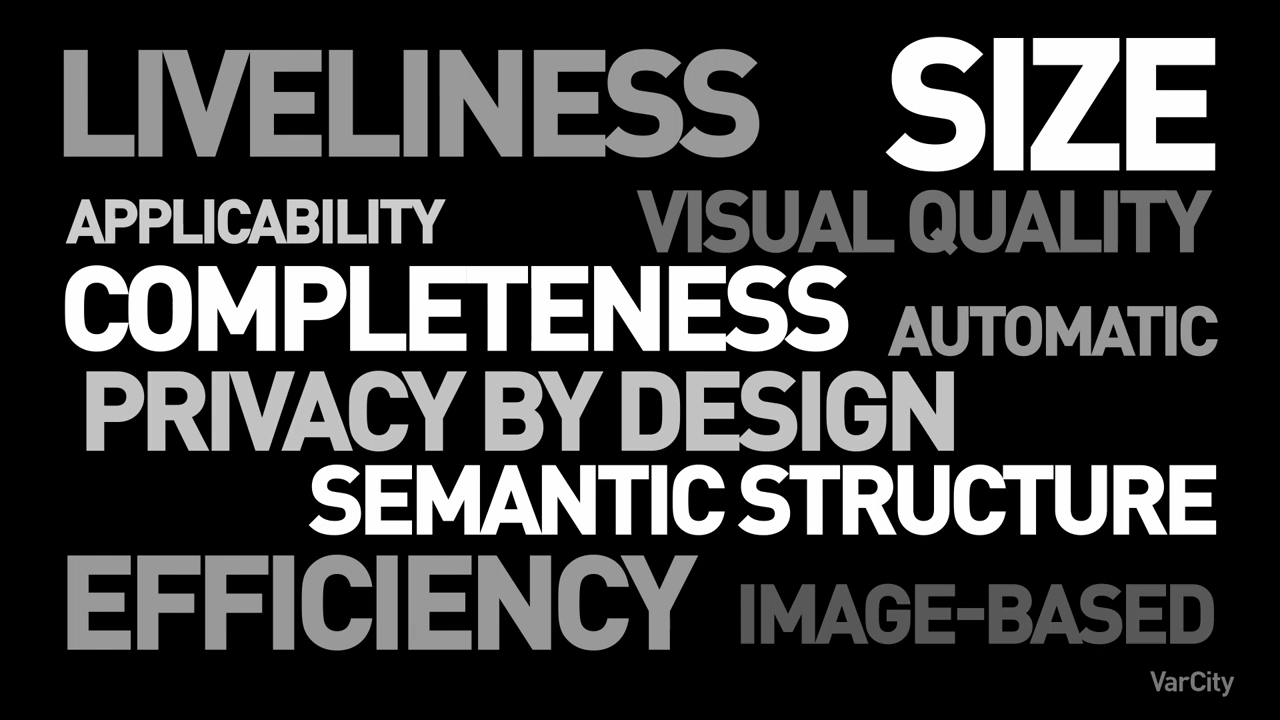 LIVELINESS SIZE
APPLICABILITY VISUAL QUALITY
COMPLETENESS AUTOMATIC
PRIVACY BY DESIGN
SEMANTIC STRUCTURE
EFFICIENCY IMAGE-BASED
VarCity